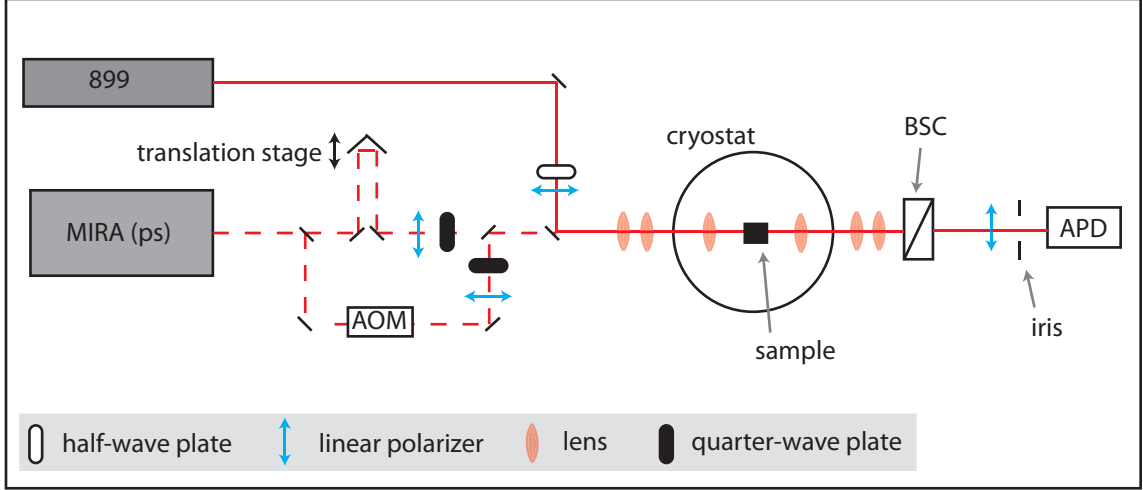 899
BSC
cryostat
translation stage
MIRA (ps)
APD
AOM
iris
sample
half-wave plate
linear polarizer
lens
quarter-wave plate